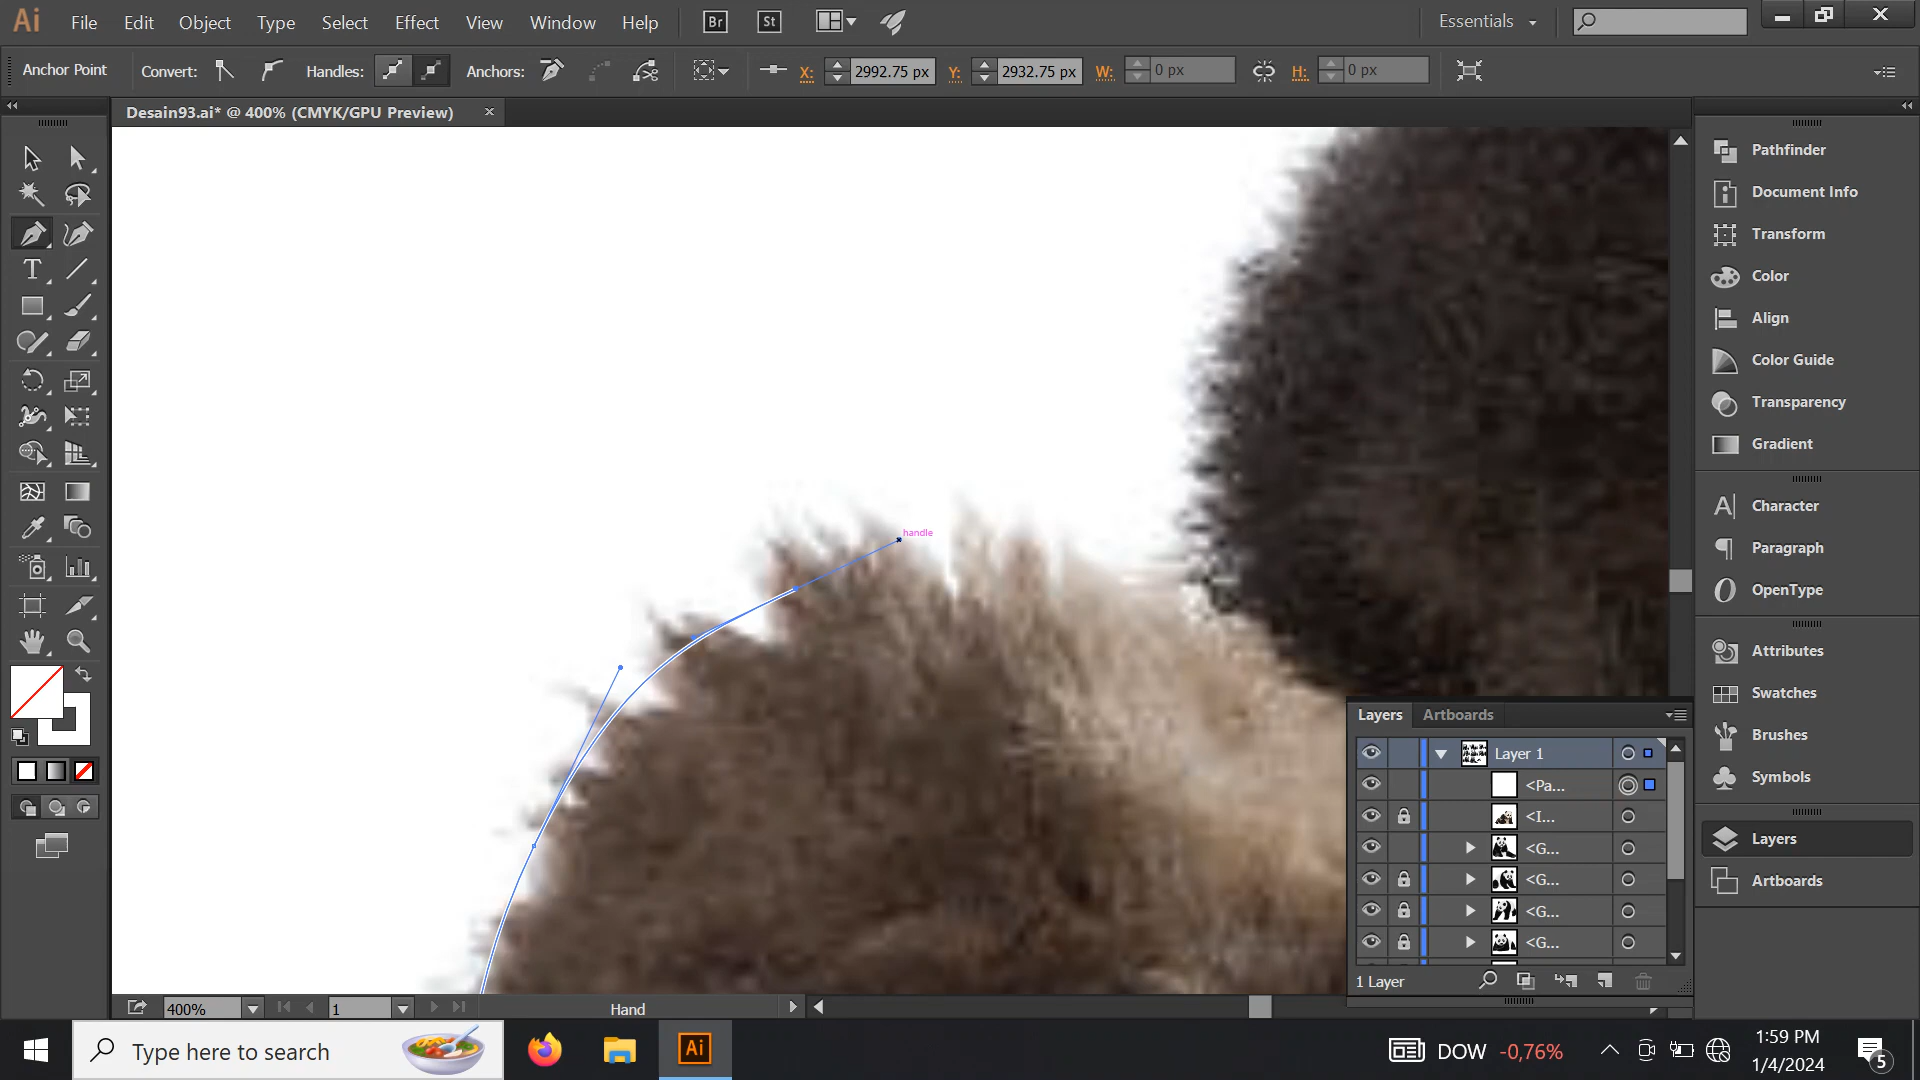 Ai File Edit Object Type Select Effect View Window Help Br St Essentials
Anchor Point Convert: Handles: Anchors: X: 2992.75 px Y: 2932.75 px W: 0 px H: 0 px
Desain93.ai* @ 400% (CMYK/GPU Preview)
Pathfinder
Document Info
Transform
Color
Align
Color Guide
Transparency
Gradient
Character
Paragraph
OpenType
Attributes
Swatches
Brushes
Symbols
Layers
Artboards
handle
Layers Artboards
Layer 1
<Pa...
<I...
<G...
<G...
<G...
<G...
1 Layer
400% 1 Hand
Type here to search
Ai
DOW -0,76%
1:59 PM
1/4/2024
5